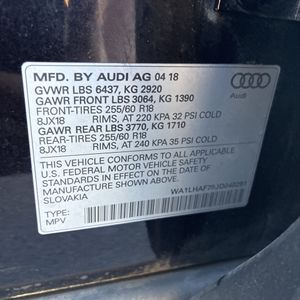 MFD. BY AUDI AG 04 18
GVWR LBS 6437, KG 2920
GAWR FRONT LBS 3064, KG 1390
FRONT-TIRES 255/60 R18
8JX18 RIMS, AT 220 KPA 32 PSI COLD
GAWR REAR LBS 3770, KG 1710
REAR-TIRES 255/60 R18
8JX18 RIMS, AT 240 KPA 35 PSI COLD
Audi
THIS VEHICLE CONFORMS TO ALL APPLICABLE
U.S. FEDERAL MOTOR VEHICLE SAFETY STANDARDS
IN EFFECT ON THE DATE OF MANUFACTURE
SHOWN ABOVE.
SLOVAKIA
TYPE:
MPV